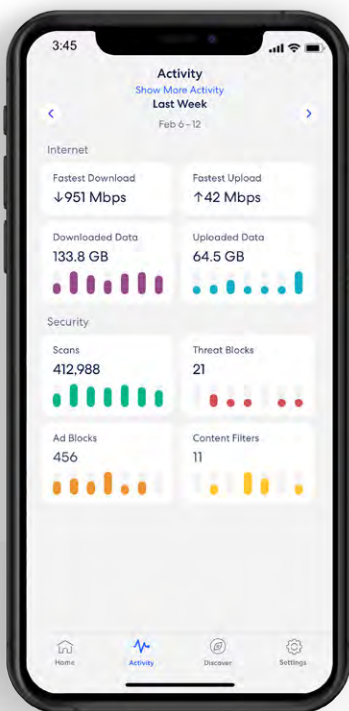 3:45
Activity
Show More Activity
Last Week
Feb 6 – 12
Internet
Fastest Download
↓951 Mbps
Fastest Upload
↑42 Mbps
Downloaded Data
133.8 GB
Uploaded Data
64.5 GB
Security
Scans
412,988
Threat Blocks
21
Ad Blocks
456
Content Filters
11
Home
Activity
Discover
Settings